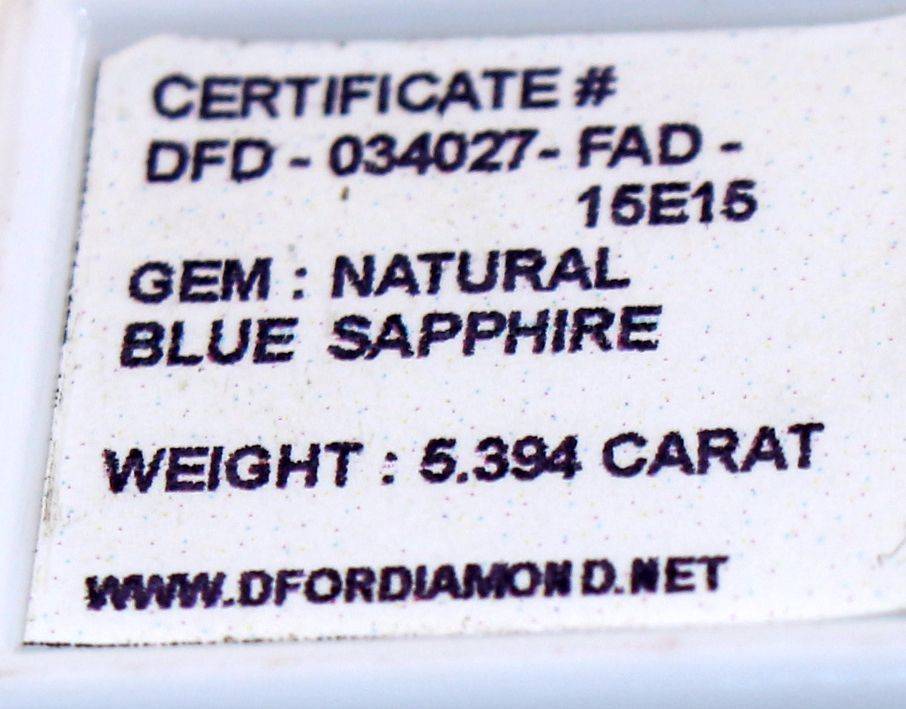 CERTIFICATE #
DFD - 034027- FAD -
15E15
GEM : NATURAL
BLUE SAPPHIRE
WEIGHT : 5.394 CARAT
WWW.DFORDIAMOND.NET